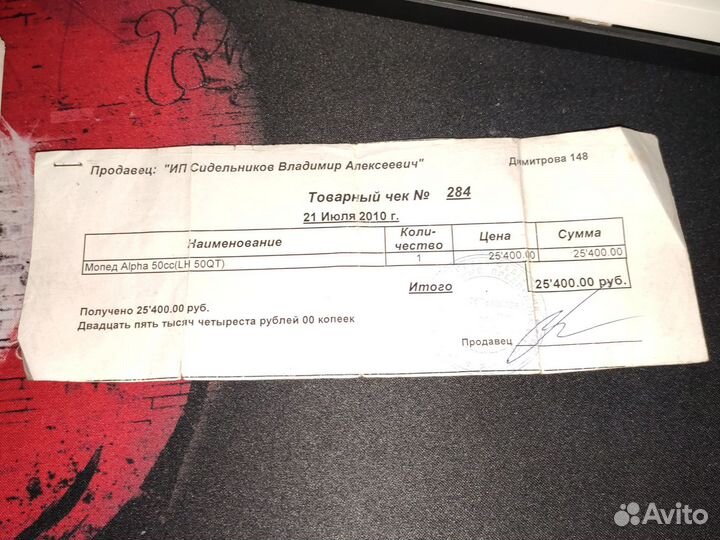 Продавец: "ИП Сидельников Владимир Алексеевич" Димитрова 148
Товарный чек № 284
21 Июля 2010 г.
Наименование Коли-чество Цена Сумма
Мопед Alpha 50cc(LH 50QT) 1 25'400.00 25'400.00
Итого 25'400.00 руб.
Получено 25'400.00 руб.
Двадцать пять тысяч четыреста рублей 00 копеек
Продавец
Avito